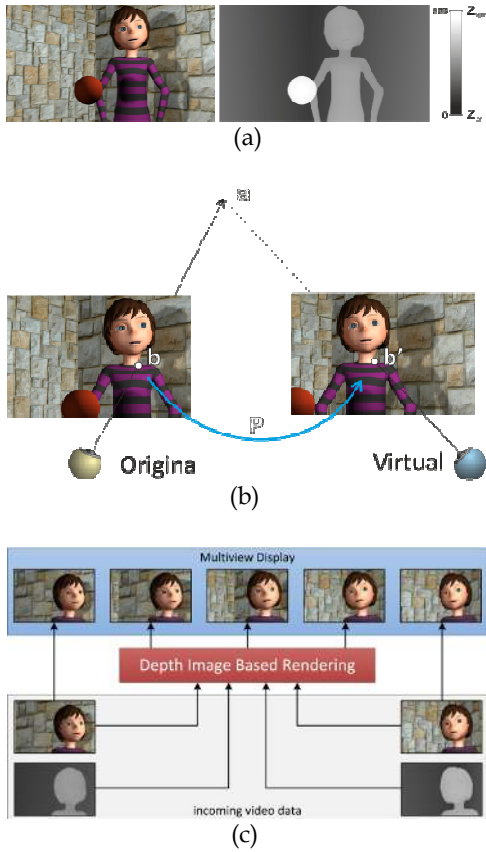 0
(a)
a
b
b'
P
Origina
Virtual
(b)
Multiview Display
Depth Image Based Rendering
incoming video data
(c)